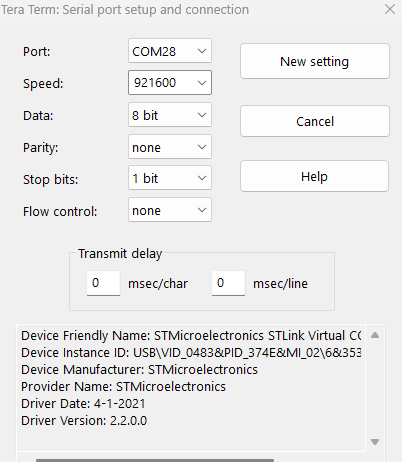 Tera Term: Serial port setup and connection
Port: COM28 New setting
Speed: 921600
Data: 8 bit Cancel
Parity: none
Stop bits: 1 bit Help
Flow control: none
Transmit delay
0 msec/char 0 msec/line
Device Friendly Name: STMicroelectronics STLink Virtual CO
Device Instance ID: USB\VID_0483&PID_374E&MI_02\6&353
Device Manufacturer: STMicroelectronics
Provider Name: STMicroelectronics
Driver Date: 4-1-2021
Driver Version: 2.2.0.0